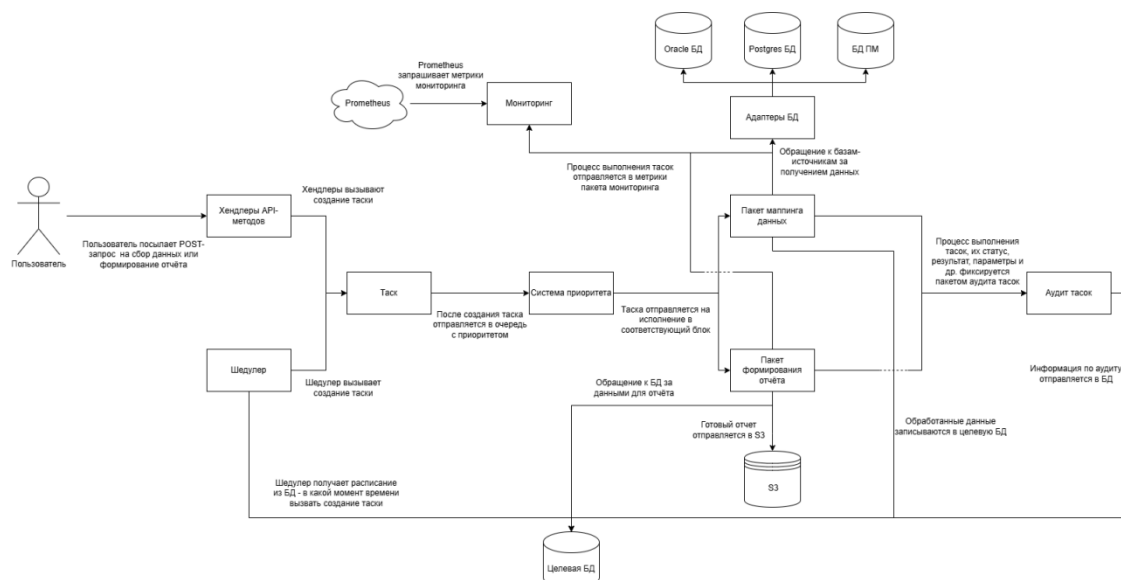 Oracle БД
Postgres БД
БД ПМ
Prometheus
запрашивает метрики
мониторинга
Prometheus
Мониторинг
Адаптеры БД
Процесс выполнения тасок
отправляется в метрики
пакета мониторинга
Обращение к базам-
источникам за
получением данных
Хендлеры вызывают
создание таски
Хендлеры API-
методов
Пакет маппинга
данных
Пользователь посылает POST-
запрос на сбор данных или
формирование отчёта
Пользователь
Процесс выполнения
тасок, их статус,
результат, параметры и
др. фиксируется
пакетом аудита тасок
Таск
Система приоритета
Аудит тасок
После создания таска
отправляется в очередь
с приоритетом
Таска отправляется на
исполнение в
соответствующий блок
Шедулер
Шедулер вызывает
создание таски
Пакет
формирования
отчёта
Информация по аудиту
отправляется в БД
Обращение к БД за
данными для отчёта
Готовый отчет
отправляется в S3
Обработанные данные
записываются в целевую БД
S3
Шедулер получает расписание
из БД - в какой момент времени
вызвать создание таски
Целевая БД